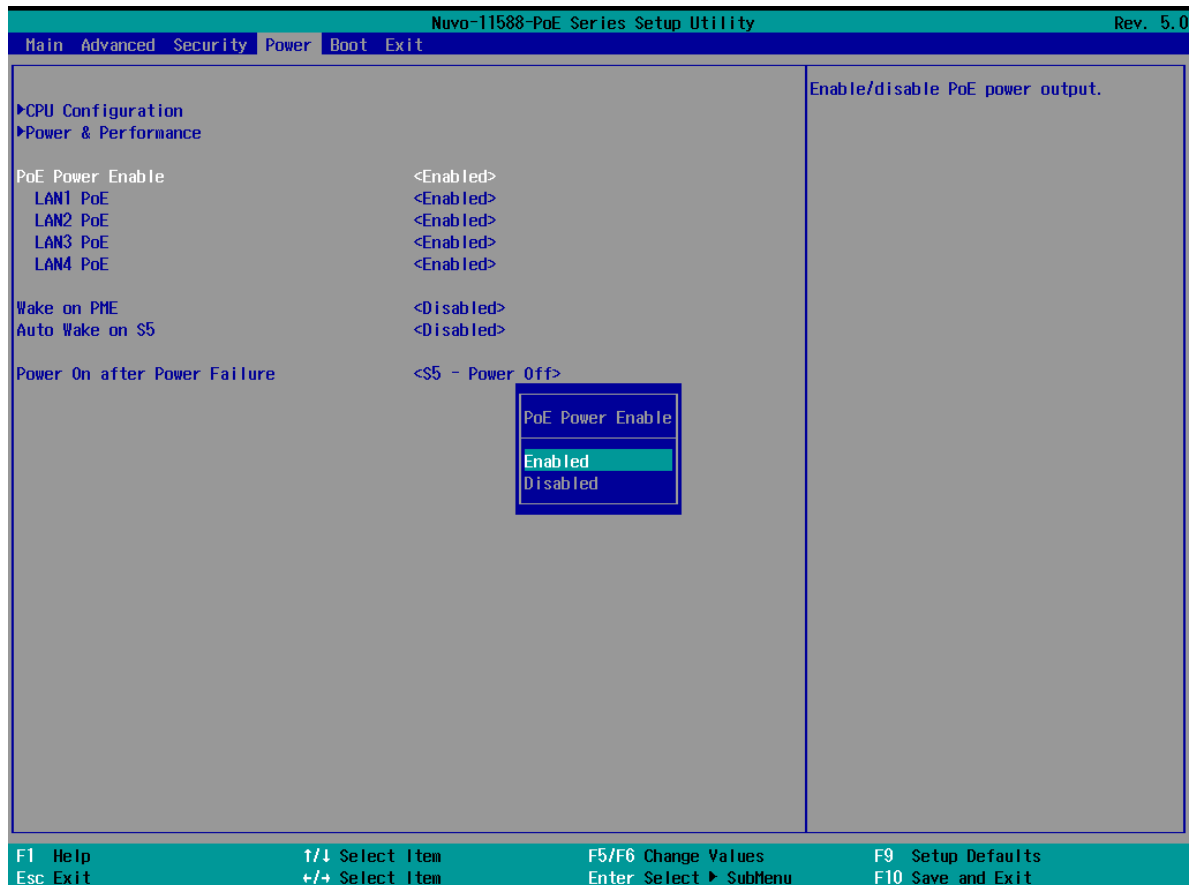 Nuvo-11588-PoE Series Setup Utility Rev. 5.0
Main Advanced Security Power Boot Exit
Enable/disable PoE power output.
▶CPU Configuration
▶Power & Performance
PoE Power Enable <Enabled>
LAN1 PoE <Enabled>
LAN2 PoE <Enabled>
LAN3 PoE <Enabled>
LAN4 PoE <Enabled>
Wake on PME <Disabled>
Auto Wake on S5 <Disabled>
Power On after Power Failure <S5 - Power Off>
PoE Power Enable
Enabled
Disabled
F1 Help ↑/↓ Select Item F5/F6 Change Values F9 Setup Defaults
Esc Exit ←/→ Select Item Enter Select ▶ SubMenu F10 Save and Exit